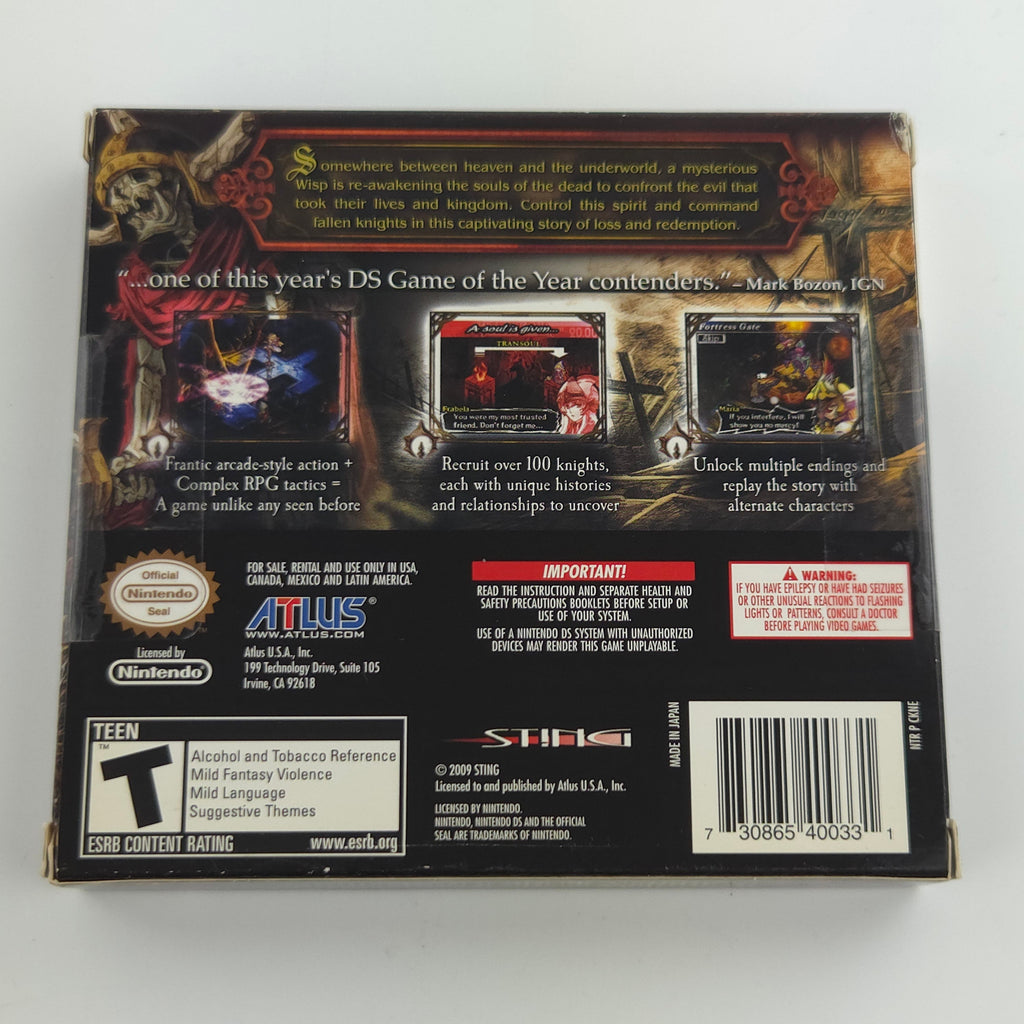 Somewhere between heaven and the underworld, a mysterious
Wisp is re-awakening the souls of the dead to confront the evil that
took their lives and kingdom. Control this spirit and command
fallen knights in this captivating story of loss and redemption.
"...one of this year's DS Game of the Year contenders." – Mark Bozon, IGN
A soul is given...
TRANSOUL
Frabela
You were my most trusted
friend. Don't forget me...
Fortress Gate
Skip
Maria
If you interfere, I will
show you no mercy!
Frantic arcade-style action +
Complex RPG tactics =
A game unlike any seen before
Recruit over 100 knights,
each with unique histories
and relationships to uncover
Unlock multiple endings and
replay the story with
alternate characters
Official
Nintendo
Seal
Licensed by
Nintendo®
FOR SALE, RENTAL AND USE ONLY IN USA,
CANADA, MEXICO AND LATIN AMERICA.
ATLUS®
WWW.ATLUS.COM
Atlus U.S.A., Inc.
199 Technology Drive, Suite 105
Irvine, CA 92618
IMPORTANT!
READ THE INSTRUCTION AND SEPARATE HEALTH AND
SAFETY PRECAUTIONS BOOKLETS BEFORE SETUP OR
USE OF YOUR SYSTEM.
USE OF A NINTENDO DS SYSTEM WITH UNAUTHORIZED
DEVICES MAY RENDER THIS GAME UNPLAYABLE.
WARNING:
IF YOU HAVE EPILEPSY OR HAVE HAD SEIZURES
OR OTHER UNUSUAL REACTIONS TO FLASHING
LIGHTS OR PATTERNS, CONSULT A DOCTOR
BEFORE PLAYING VIDEO GAMES.
TEEN
T™
Alcohol and Tobacco Reference
Mild Fantasy Violence
Mild Language
Suggestive Themes
ESRB CONTENT RATING www.esrb.org
STING
© 2009 STING
Licensed to and published by Atlus U.S.A., Inc.
LICENSED BY NINTENDO.
NINTENDO, NINTENDO DS AND THE OFFICIAL
SEAL ARE TRADEMARKS OF NINTENDO.
MADE IN JAPAN
7 30865 40033 1
NTR P CKNE